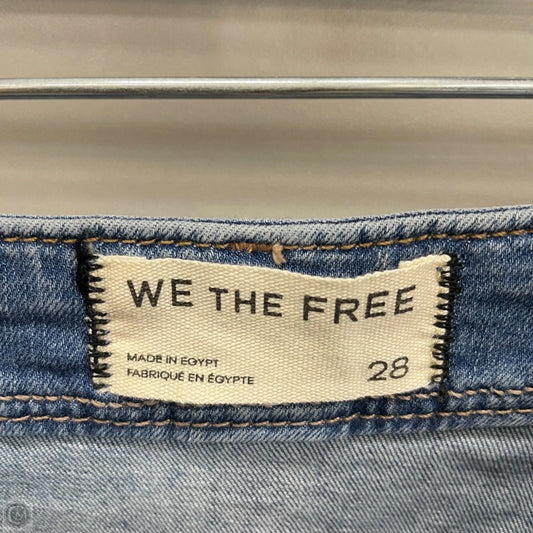 WE THE FREE
MADE IN EGYPT
FABRIQUÉ EN ÉGYPTE
28